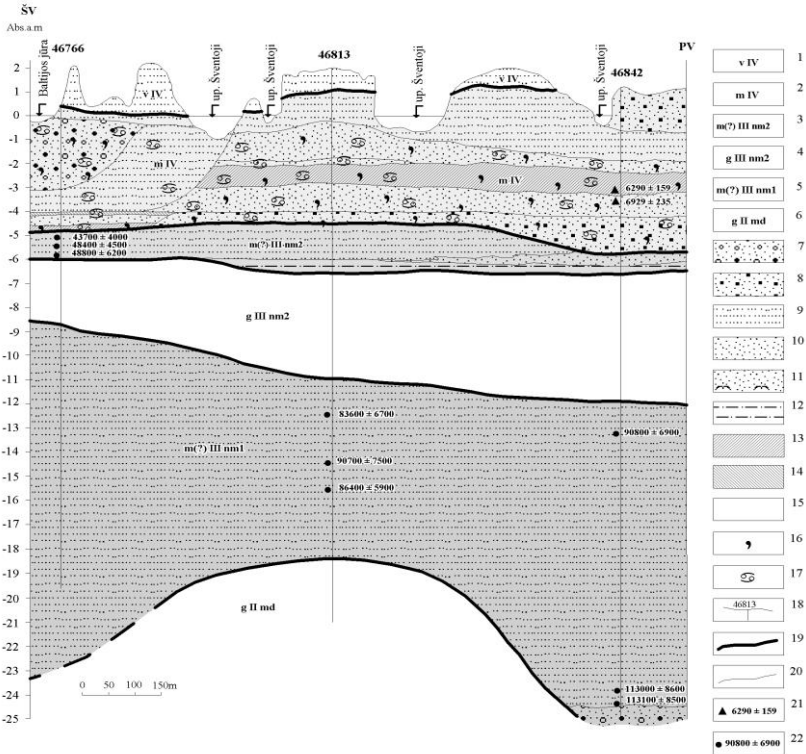 ŠV
Abs.a.m
46766
46813
46842
PV
Baltijos jūra
up. Šventoji
up. Šventoji
up. Šventoji
up. Šventoji
2
1
0
-1
-2
-3
-4
-5
-6
-7
-8
-9
-10
-11
-12
-13
-14
-15
-16
-17
-18
-19
-20
-21
-22
-23
-24
-25
v IV
v IV
m IV
m IV
6290 ± 159
6929 ± 235
43700 ± 4000
48400 ± 4500
48800 ± 6200
m(?) III nm2
g III nm2
83600 ± 6700
90800 ± 6900
m(?) III nm1
90700 ± 7500
86400 ± 5900
g II md
113000 ± 8600
113100 ± 8500
0 50 100 150m
v IV 1
m IV 2
m(?) III nm2 3
g III nm2 4
m(?) III nm1 5
g II md 6
7
8
9
10
11
12
13
14
15
16
17
46813 18
19
20
6290 ± 159 21
90800 ± 6900 22